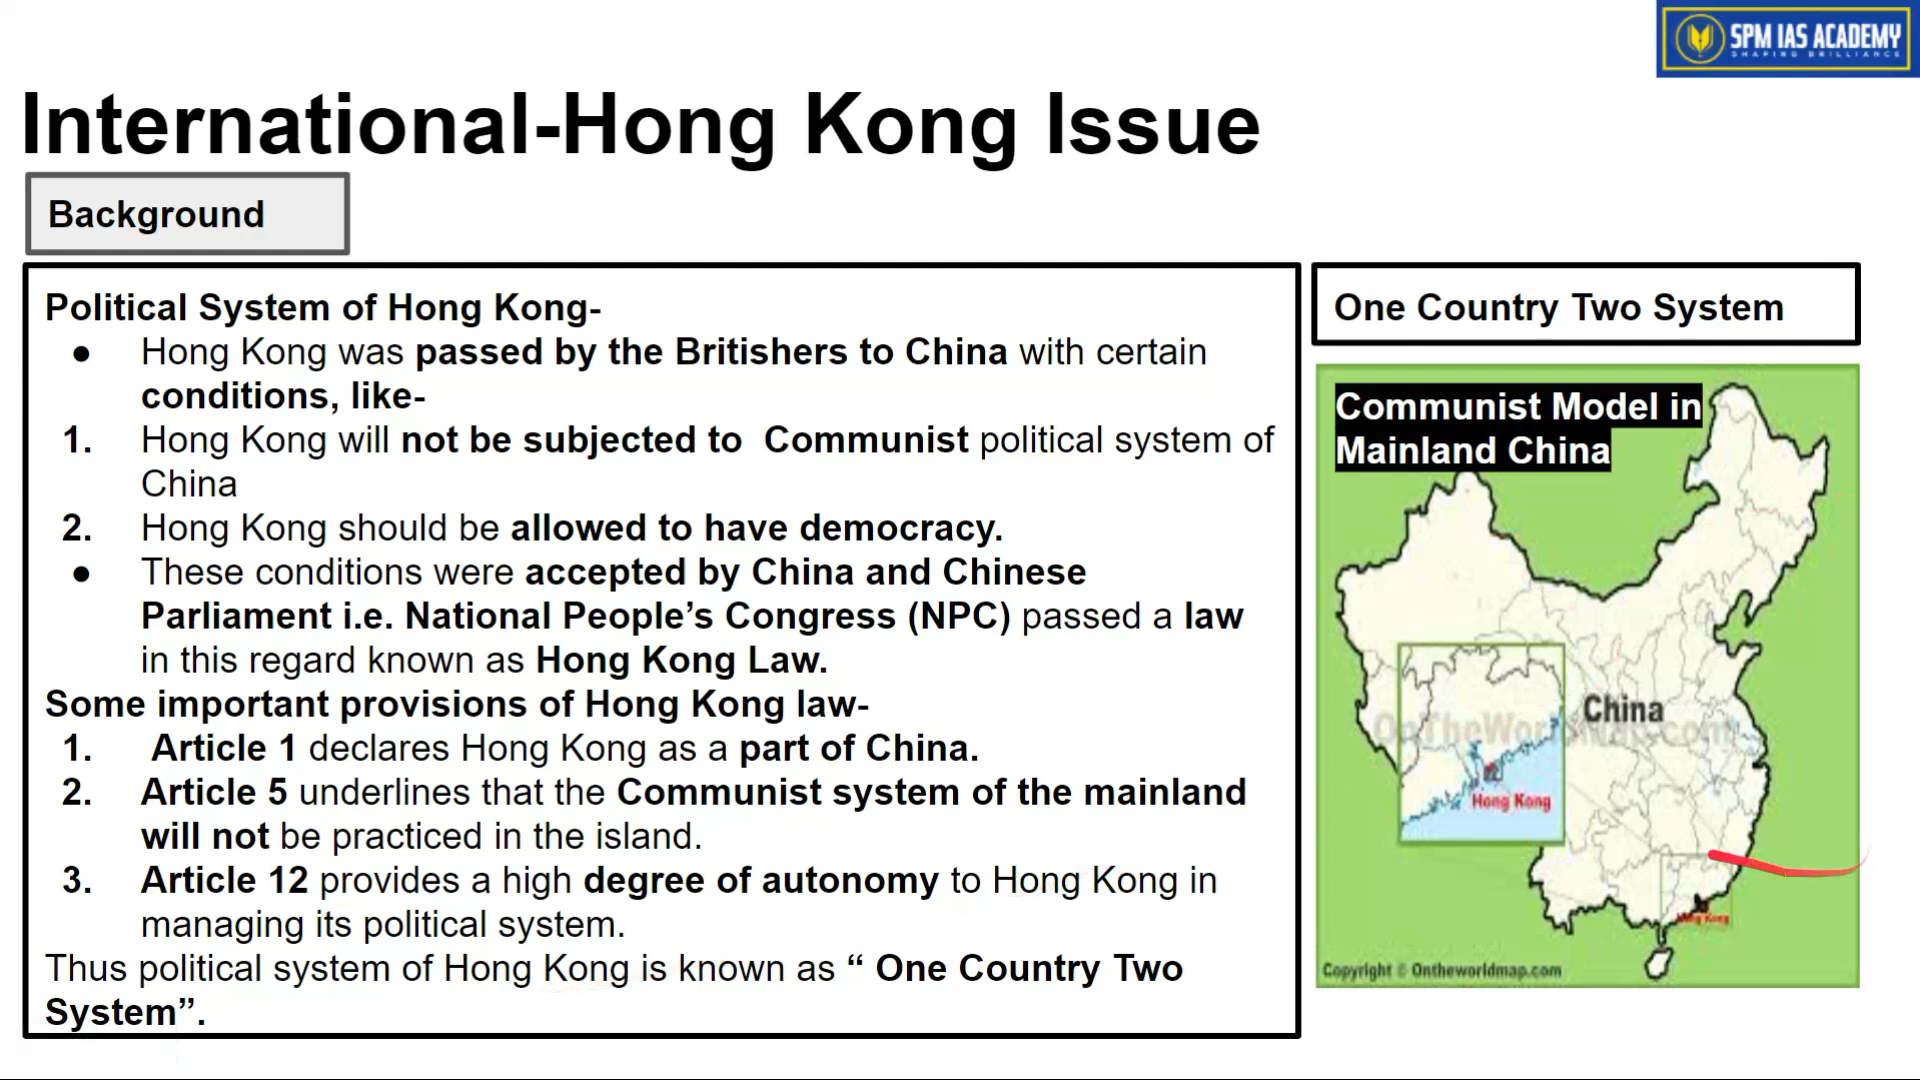 SPM IAS ACADEMY
SHAPING BRILLIANCE
International-Hong Kong Issue
Background
Political System of Hong Kong-
● Hong Kong was passed by the Britishers to China with certain
conditions, like-
1. Hong Kong will not be subjected to Communist political system of
China
2. Hong Kong should be allowed to have democracy.
● These conditions were accepted by China and Chinese
Parliament i.e. National People’s Congress (NPC) passed a law
in this regard known as Hong Kong Law.
Some important provisions of Hong Kong law-
1. Article 1 declares Hong Kong as a part of China.
2. Article 5 underlines that the Communist system of the mainland
will not be practiced in the island.
3. Article 12 provides a high degree of autonomy to Hong Kong in
managing its political system.
Thus political system of Hong Kong is known as “ One Country Two
System”.
One Country Two System
Communist Model in
Mainland China
China
OnTheWorldMap.com
Hong Kong
Hong Kong
Copyright © Ontheworldmap.com